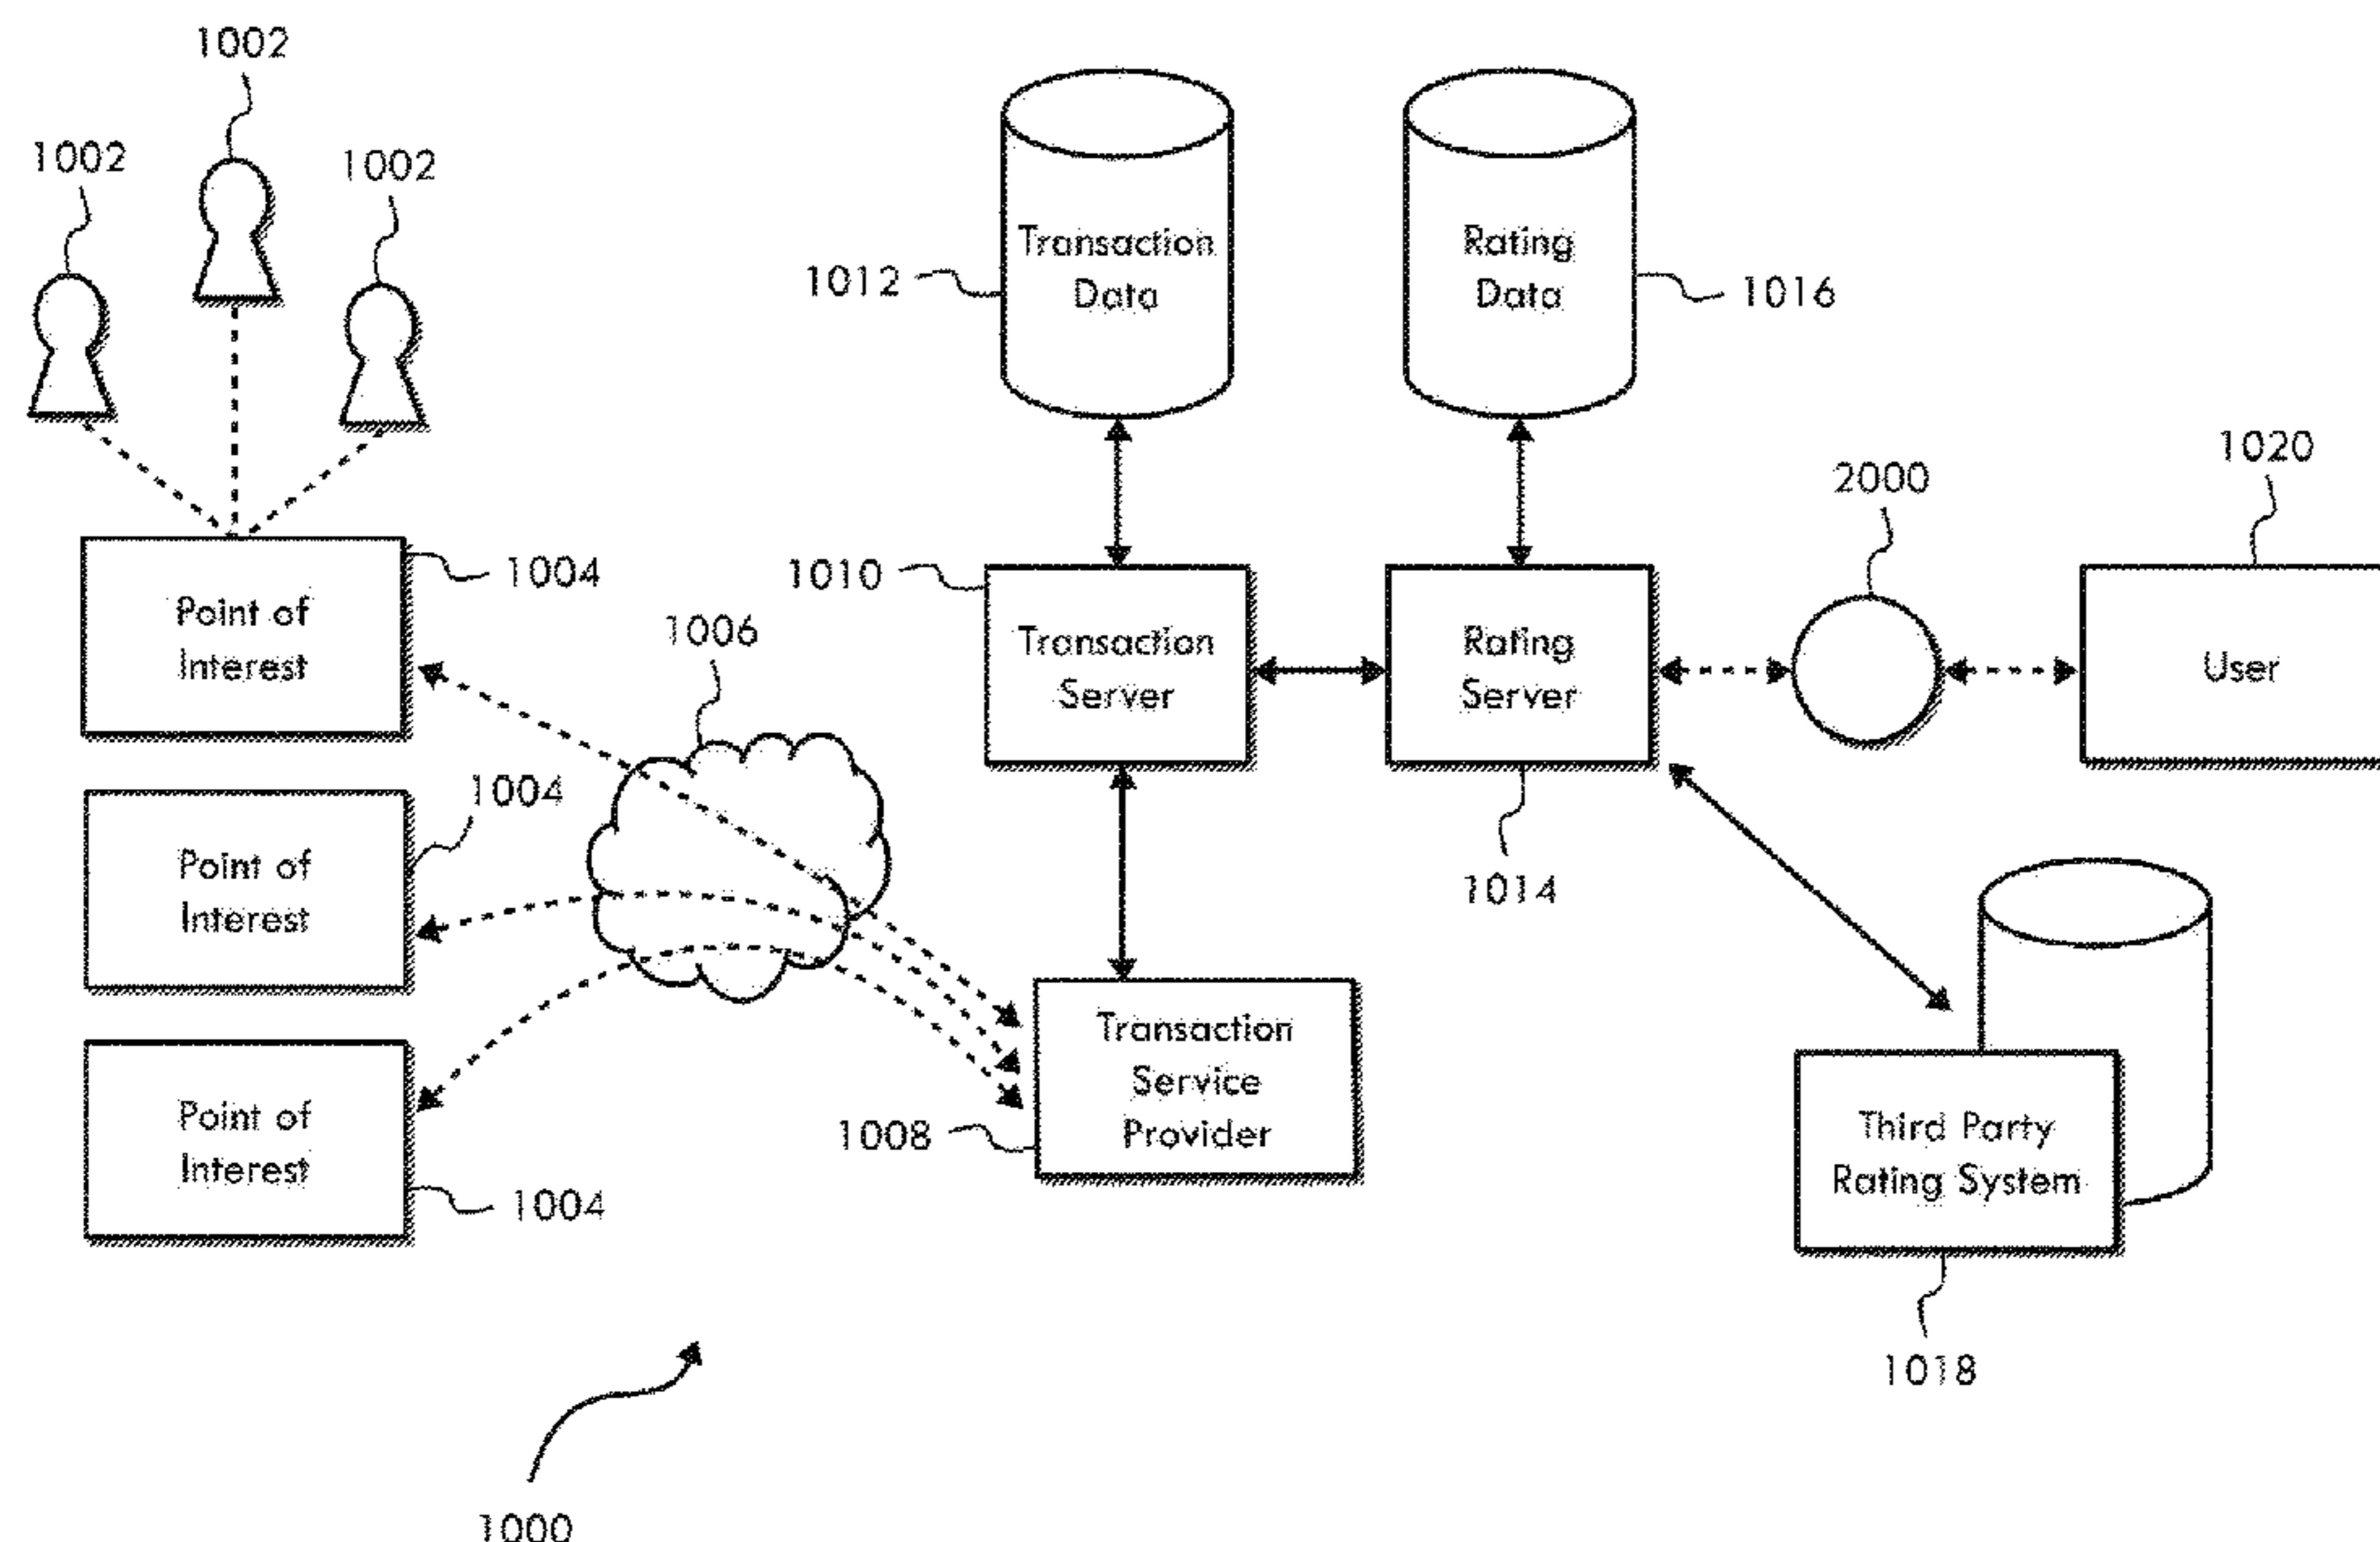 1002
1002
1002
Transaction
Data
1012
Rating
Data
1016
1020
2000
1004
Point of
Interest
1010
Transaction
Server
Rating
Server
User
1006
1004
Point of
Interest
1014
Transaction
Service
Provider
1008
Point of
Interest
1004
Third Party
Rating System
1018
1000